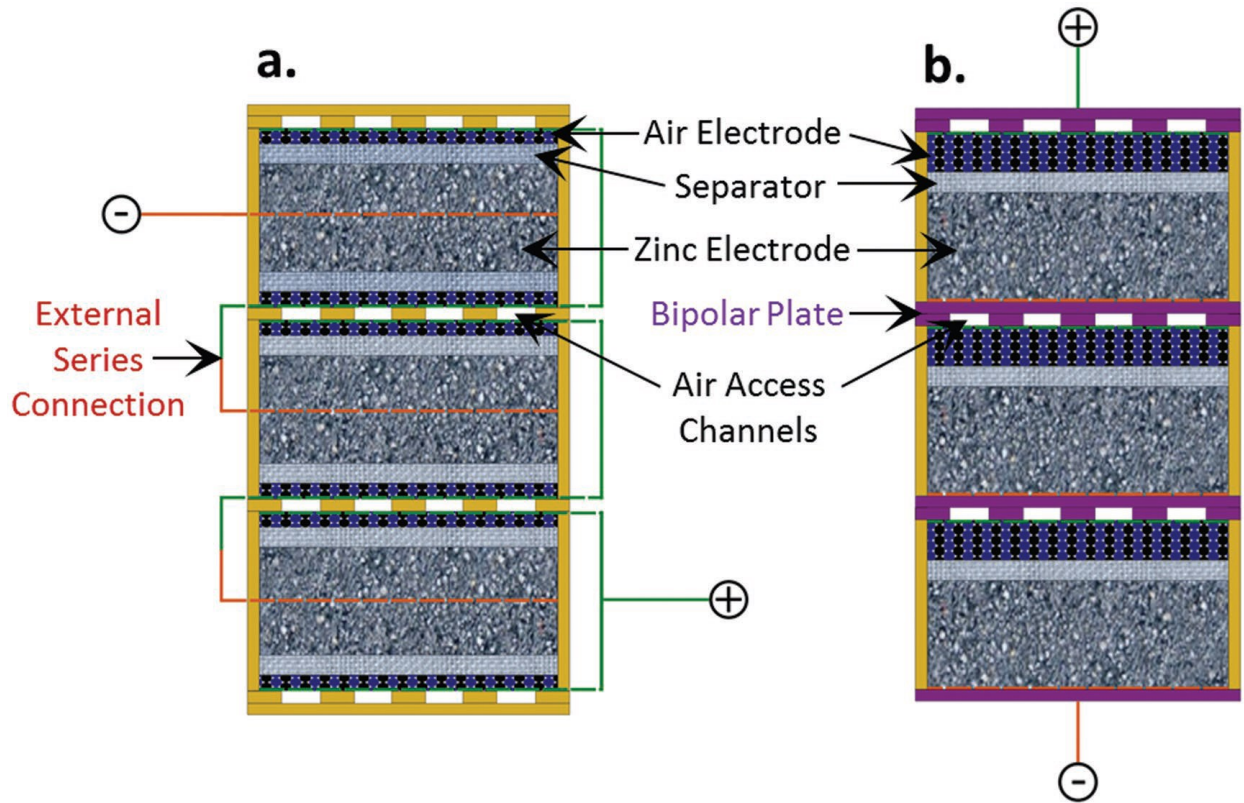 a.
b.
+
Air Electrode
Separator
-
Zinc Electrode
External
Series
Connection
Bipolar Plate
Air Access
Channels
+
-